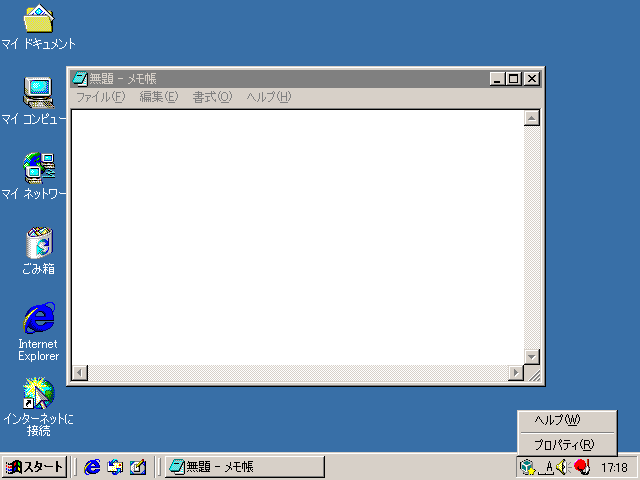 マイ ドキュメント
マイ コンピュー
マイ ネットワー
ごみ箱
Internet
Explorer
インターネットに
接続
無題 - メモ帳
ファイル(F) 編集(E) 書式(O) ヘルプ(H)
ヘルプ(W)
プロパティ(R)
スタート
無題 - メモ帳
_A
17:18